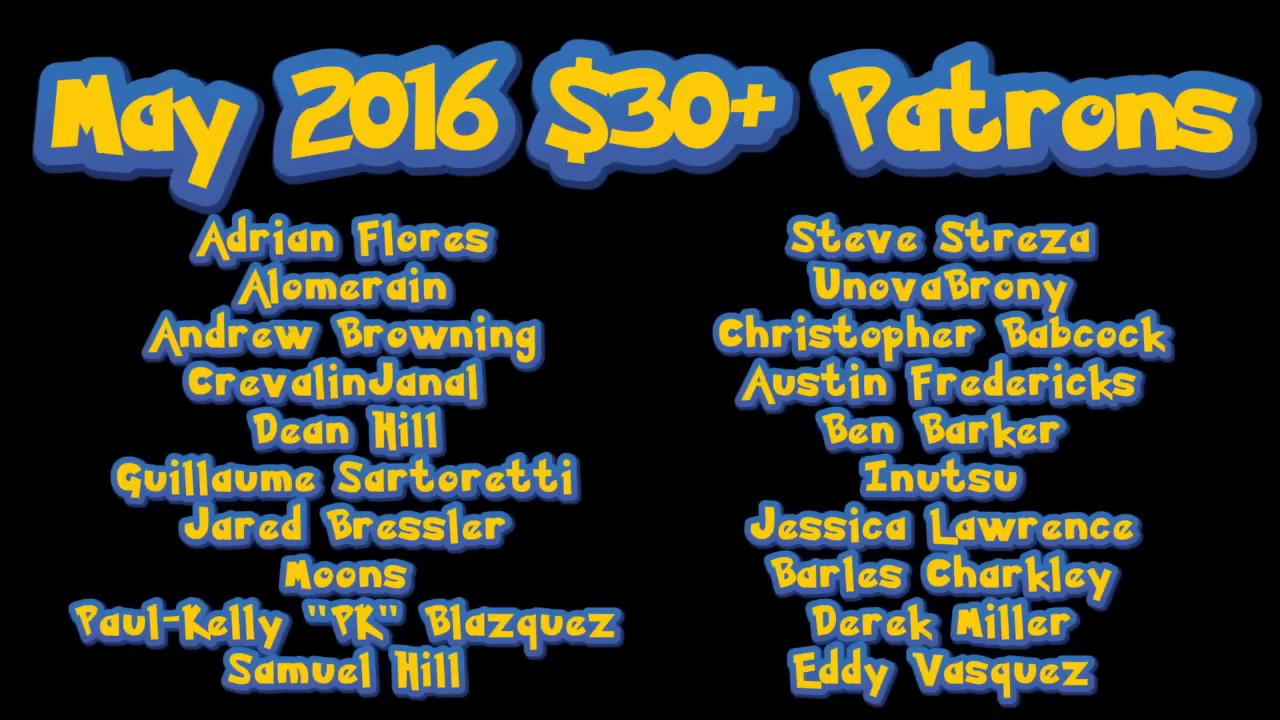 May 2016 $30+ Patrons
Adrian Flores
Alomerain
Andrew Browning
CrevalinJanal
Dean Hill
Guillaume Sartoretti
Jared Bressler
Moons
Paul-Kelly "PK" Blazquez
Samuel Hill
Steve Streza
UnovaBrony
Christopher Babcock
Austin Fredericks
Ben Barker
Inutsu
Jessica Lawrence
Barles Charkley
Derek Miller
Eddy Vasquez